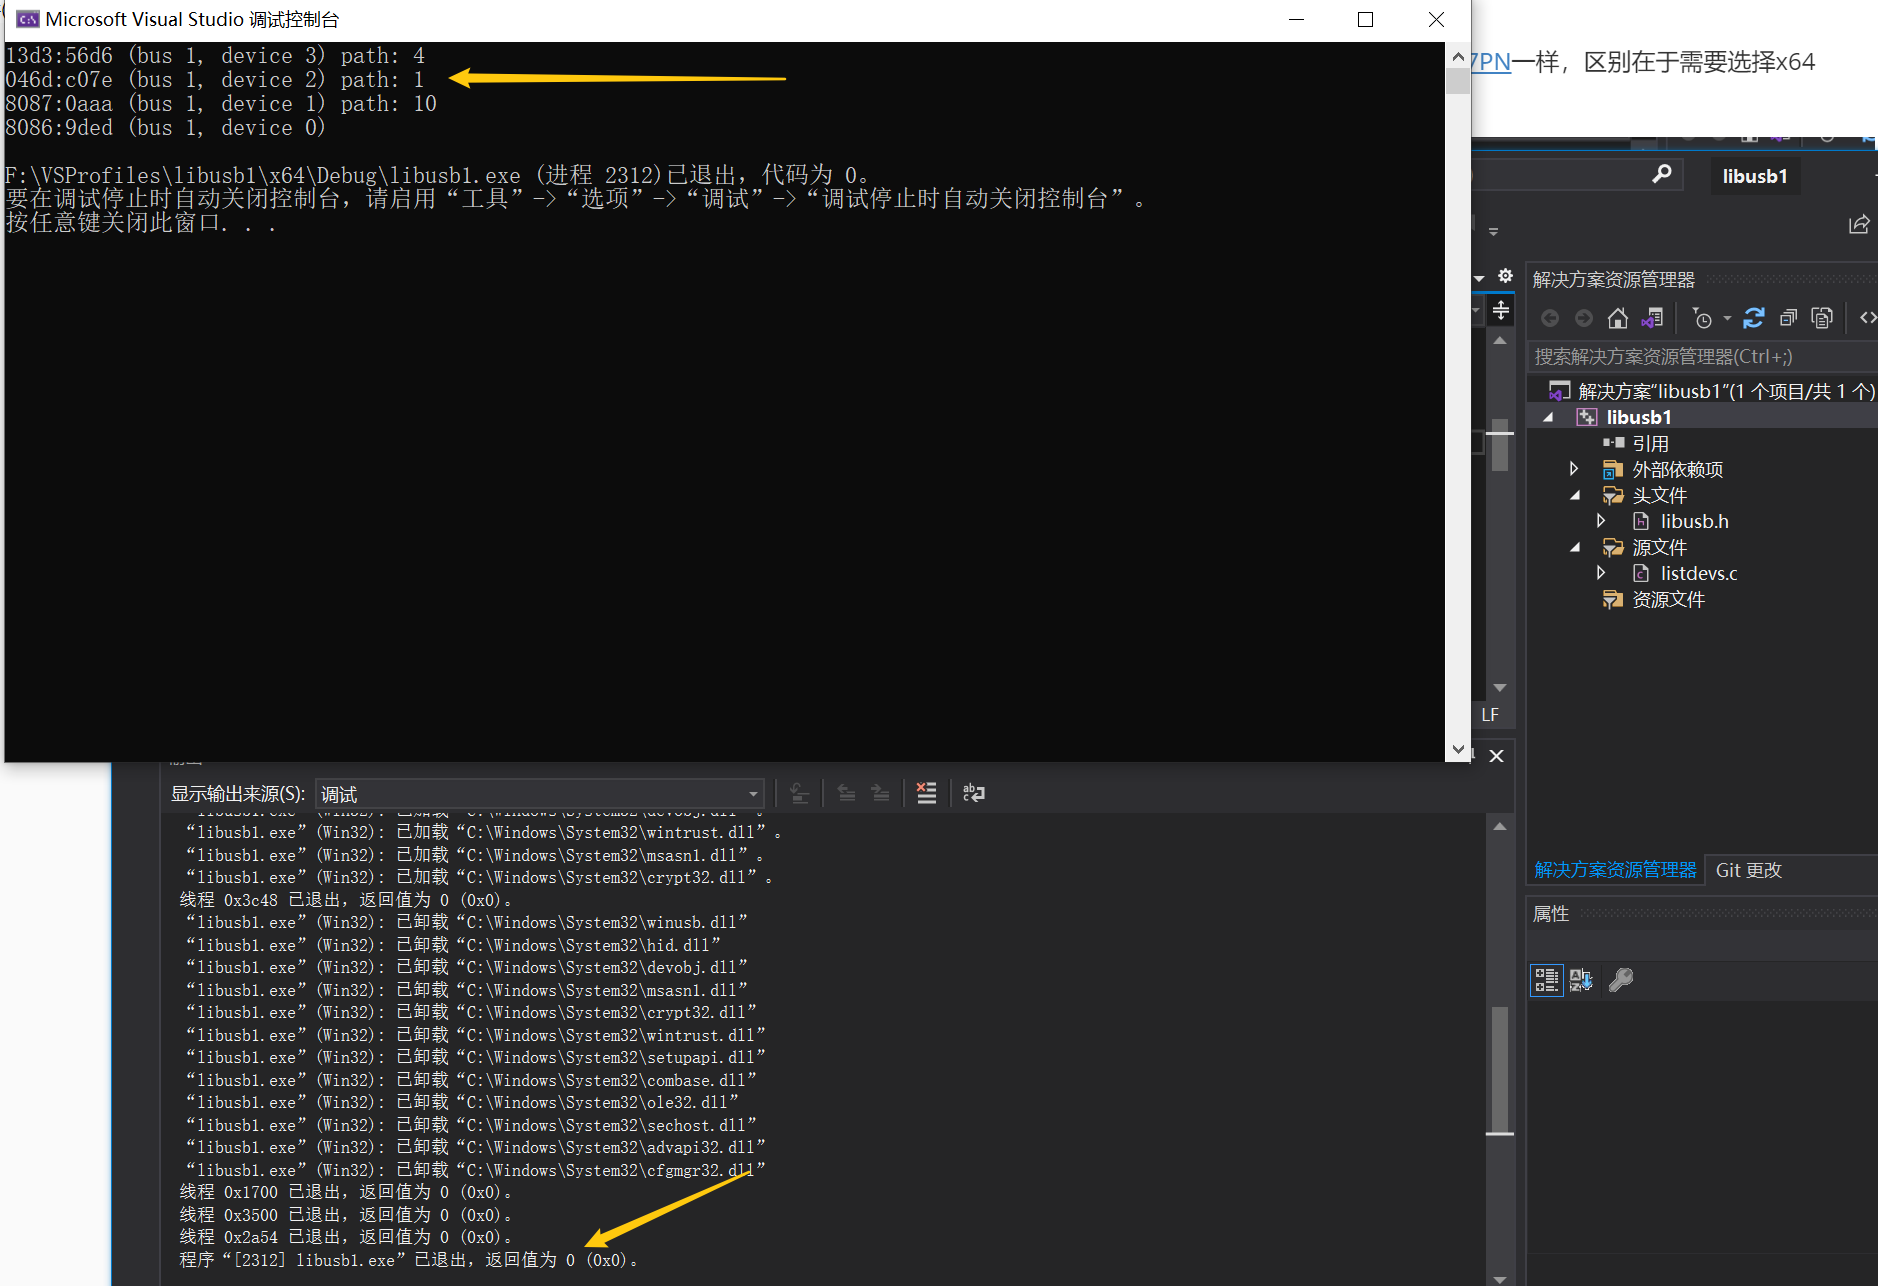 Microsoft Visual Studio 调试控制台
13d3:56d6 (bus 1, device 3) path: 4
046d:c07e (bus 1, device 2) path: 1
8087:0aaa (bus 1, device 1) path: 10
8086:9ded (bus 1, device 0)
F:\VSProfiles\libusb1\x64\Debug\libusb1.exe (进程 2312)已退出，代码为 0。
要在调试停止时自动关闭控制台，请启用“工具”->“选项”->“调试”->“调试停止时自动关闭控制台”。
按任意键关闭此窗口. . .
7PN一样，区别在于需要选择x64
libusb1
解决方案资源管理器
搜索解决方案资源管理器(Ctrl+;)
解决方案“libusb1”(1 个项目/共 1 个)
libusb1
引用
外部依赖项
头文件
libusb.h
源文件
listdevs.c
资源文件
LF
解决方案资源管理器 Git 更改
属性
显示输出来源(S): 调试
“libusb1.exe”(Win32): 已加载“C:\Windows\System32\devobj.dll”。
“libusb1.exe”(Win32): 已加载“C:\Windows\System32\wintrust.dll”。
“libusb1.exe”(Win32): 已加载“C:\Windows\System32\msasn1.dll”。
“libusb1.exe”(Win32): 已加载“C:\Windows\System32\crypt32.dll”。
线程 0x3c48 已退出，返回值为 0 (0x0)。
“libusb1.exe”(Win32): 已卸载“C:\Windows\System32\winusb.dll”
“libusb1.exe”(Win32): 已卸载“C:\Windows\System32\hid.dll”
“libusb1.exe”(Win32): 已卸载“C:\Windows\System32\devobj.dll”
“libusb1.exe”(Win32): 已卸载“C:\Windows\System32\msasn1.dll”
“libusb1.exe”(Win32): 已卸载“C:\Windows\System32\crypt32.dll”
“libusb1.exe”(Win32): 已卸载“C:\Windows\System32\wintrust.dll”
“libusb1.exe”(Win32): 已卸载“C:\Windows\System32\setupapi.dll”
“libusb1.exe”(Win32): 已卸载“C:\Windows\System32\combase.dll”
“libusb1.exe”(Win32): 已卸载“C:\Windows\System32\ole32.dll”
“libusb1.exe”(Win32): 已卸载“C:\Windows\System32\sechost.dll”
“libusb1.exe”(Win32): 已卸载“C:\Windows\System32\advapi32.dll”
“libusb1.exe”(Win32): 已卸载“C:\Windows\System32\cfgmgr32.dll”
线程 0x1700 已退出，返回值为 0 (0x0)。
线程 0x3500 已退出，返回值为 0 (0x0)。
线程 0x2a54 已退出，返回值为 0 (0x0)。
程序“[2312] libusb1.exe”已退出，返回值为 0 (0x0)。